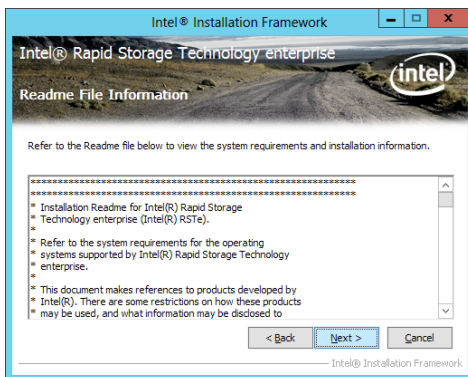 Intel® Installation Framework
Intel® Rapid Storage Technology enterprise
intel
Readme File Information
Refer to the Readme file below to view the system requirements and installation information.
************************************************************
************************************************************
* Installation Readme for Intel(R) Rapid Storage
* Technology enterprise (Intel(R) RSTe).
*
* Refer to the system requirements for the operating
* systems supported by Intel(R) Rapid Storage Technology
* enterprise.
*
* This document makes references to products developed by
* Intel(R). There are some restrictions on how these products
* may be used, and what information may be disclosed to
< Back Next > Cancel
Intel® Installation Framework